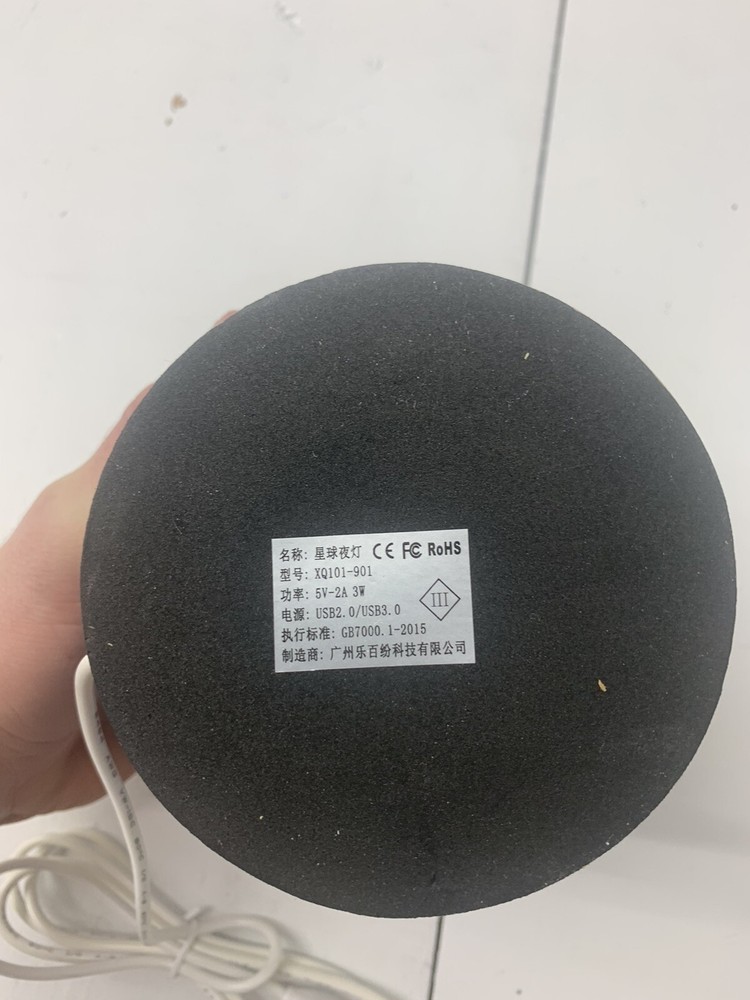 名称: 星球夜灯 CE FC RoHS
型号: XQ101-901
功率: 5V-2A 3W
III
电源: USB2.0/USB3.0
执行标准: GB7000.1-2015
制造商: 广州乐百纷科技有限公司